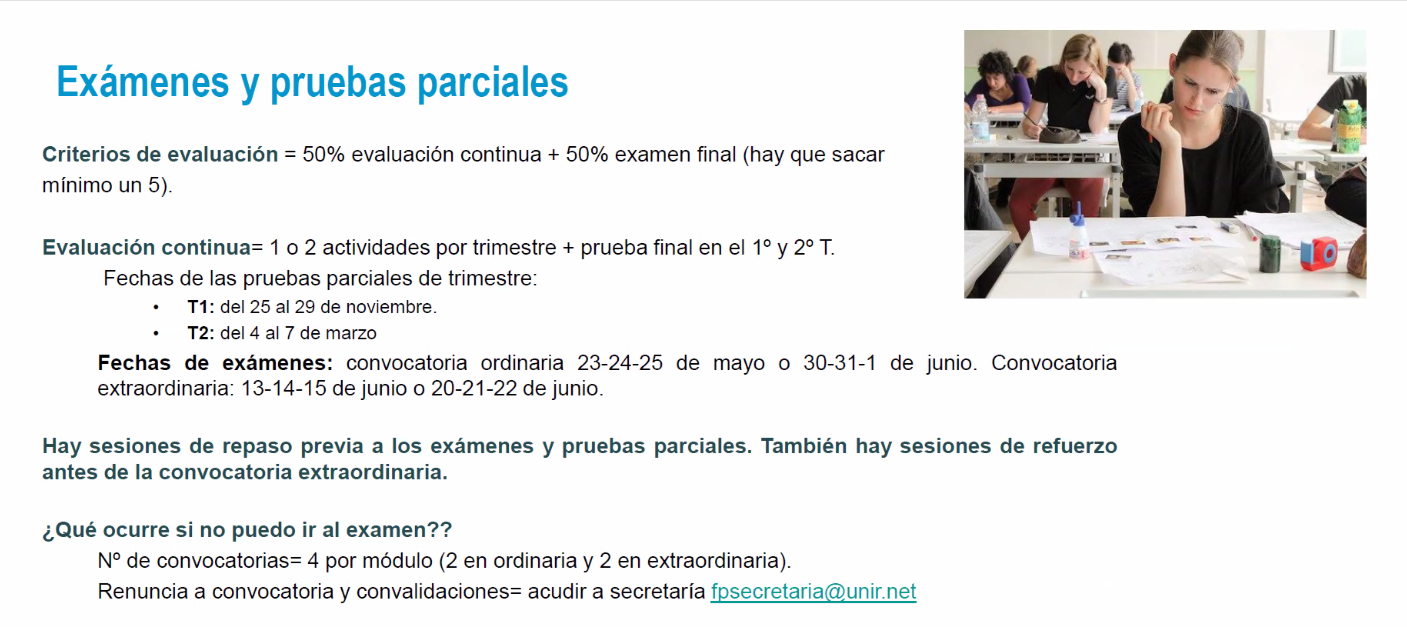 Exámenes y pruebas parciales
Criterios de evaluación = 50% evaluación continua + 50% examen final (hay que sacar
mínimo un 5).
Evaluación continua= 1 o 2 actividades por trimestre + prueba final en el 1º y 2º T.
Fechas de las pruebas parciales de trimestre:
• T1: del 25 al 29 de noviembre.
• T2: del 4 al 7 de marzo
Fechas de exámenes: convocatoria ordinaria 23-24-25 de mayo o 30-31-1 de junio. Convocatoria
extraordinaria: 13-14-15 de junio o 20-21-22 de junio.
Hay sesiones de repaso previa a los exámenes y pruebas parciales. También hay sesiones de refuerzo
antes de la convocatoria extraordinaria.
¿Qué ocurre si no puedo ir al examen??
Nº de convocatorias= 4 por módulo (2 en ordinaria y 2 en extraordinaria).
Renuncia a convocatoria y convalidaciones= acudir a secretaría fpsecretaria@unir.net